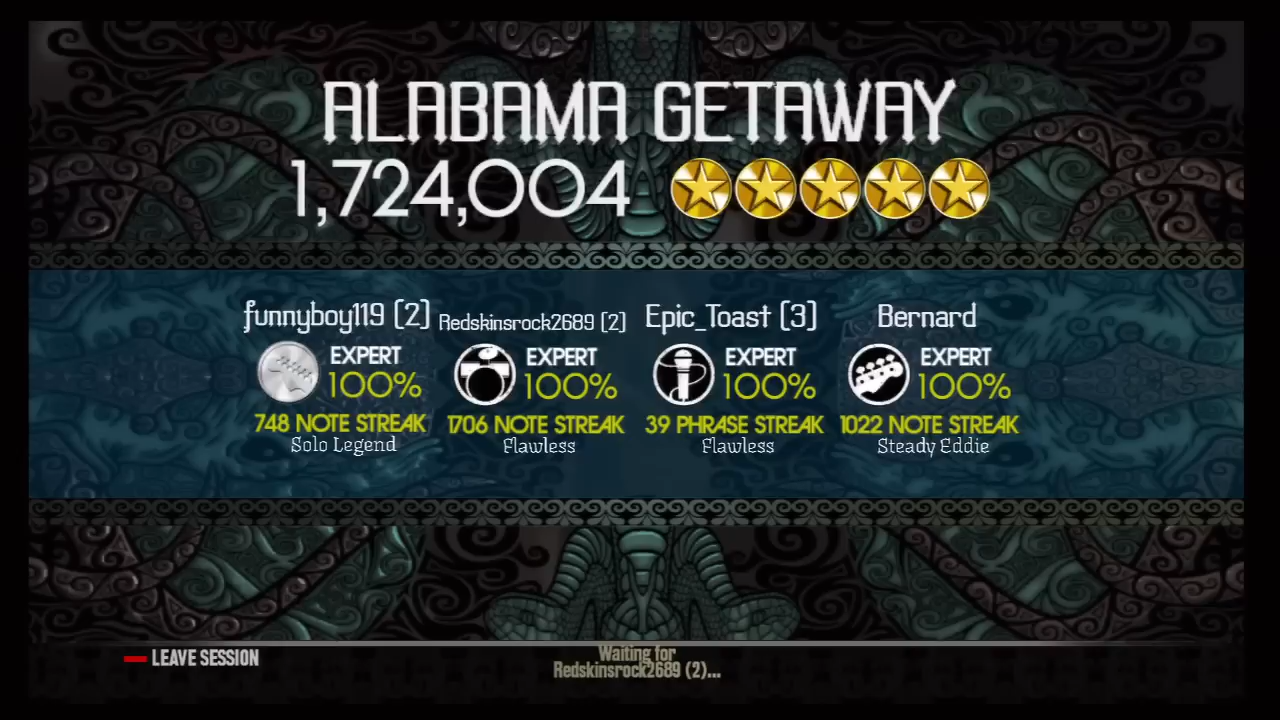 ALABAMA GETAWAY
1,724,004
funnyboy119 (2) Redskinsrock2689 (2) Epic_Toast (3) Bernard
EXPERT EXPERT EXPERT EXPERT
100% 100% 100% 100%
748 NOTE STREAK 1706 NOTE STREAK 39 PHRASE STREAK 1022 NOTE STREAK
Solo Legend Flawless Flawless Steady Eddie
LEAVE SESSION
Waiting for
Redskinsrock2689 (2)...